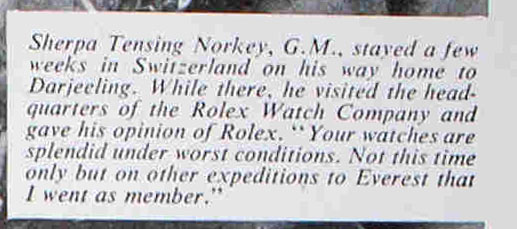 Sherpa Tensing Norkey, G.M., stayed a few
weeks in Switzerland on his way home to
Darjeeling. While there, he visited the head-
quarters of the Rolex Watch Company and
gave his opinion of Rolex. “Your watches are
splendid under worst conditions. Not this time
only but on other expeditions to Everest that
I went as member.”